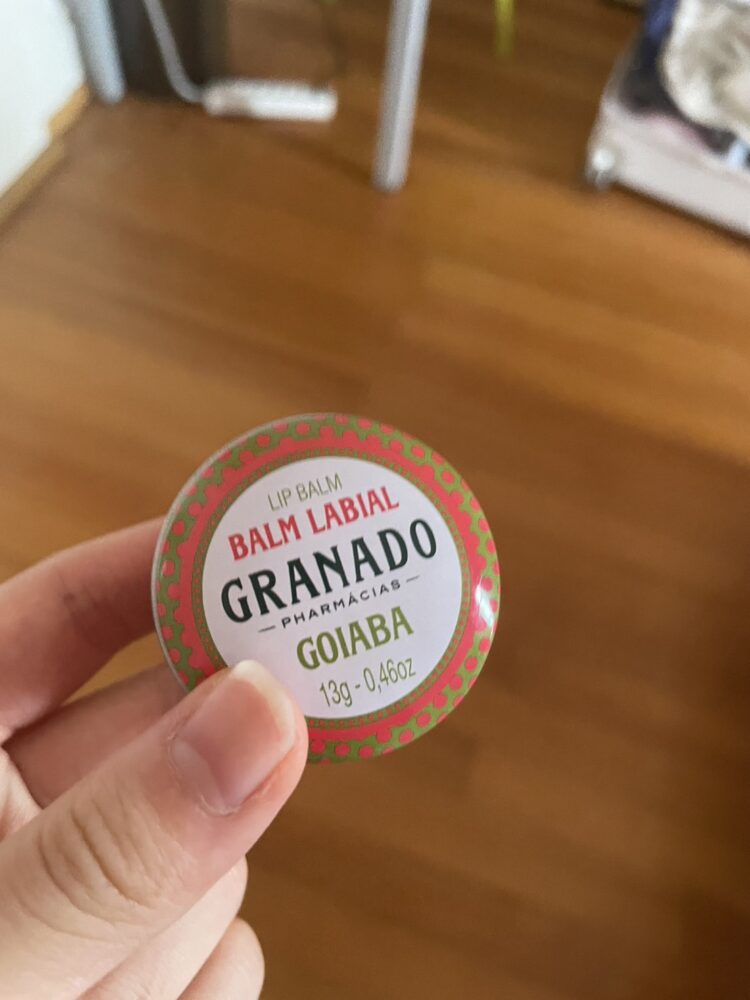 LIP BALM
BALM LABIAL
GRANADO
PHARMÁCIAS
GOIABA
13g - 0,46oz